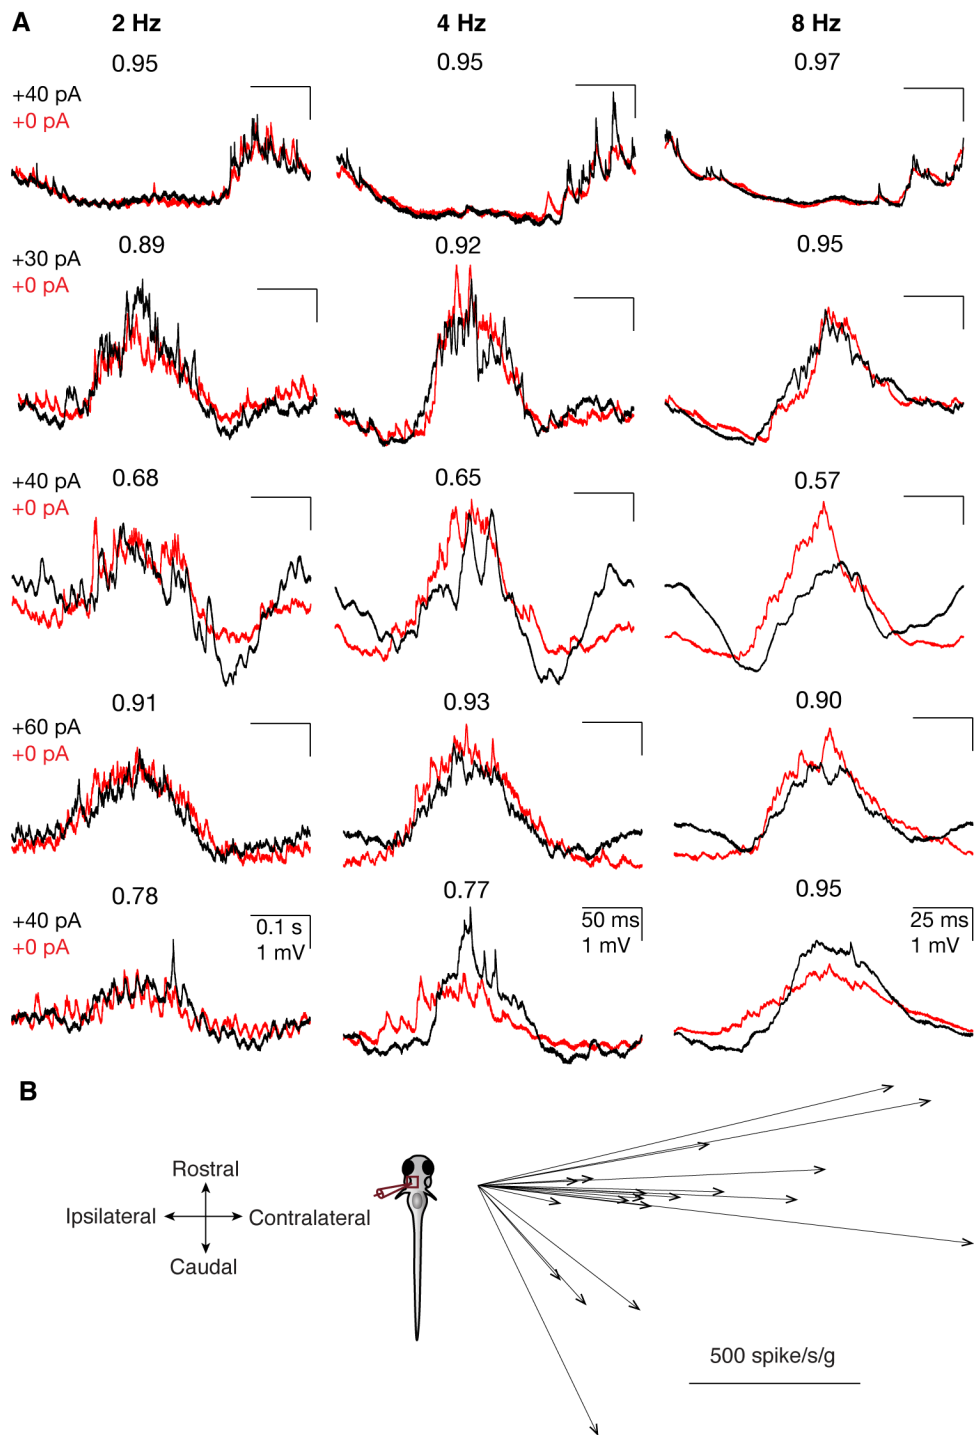 A
2 Hz
4 Hz
8 Hz
0.95
0.95
0.97
+40 pA
+0 pA
0.89
0.92
0.95
+30 pA
+0 pA
0.68
0.65
0.57
+40 pA
+0 pA
0.91
0.93
0.90
+60 pA
+0 pA
0.78
0.77
0.95
+40 pA
+0 pA
0.1 s
1 mV
50 ms
1 mV
25 ms
1 mV
B
Rostral
Ipsilateral
Contralateral
Caudal
500 spike/s/g